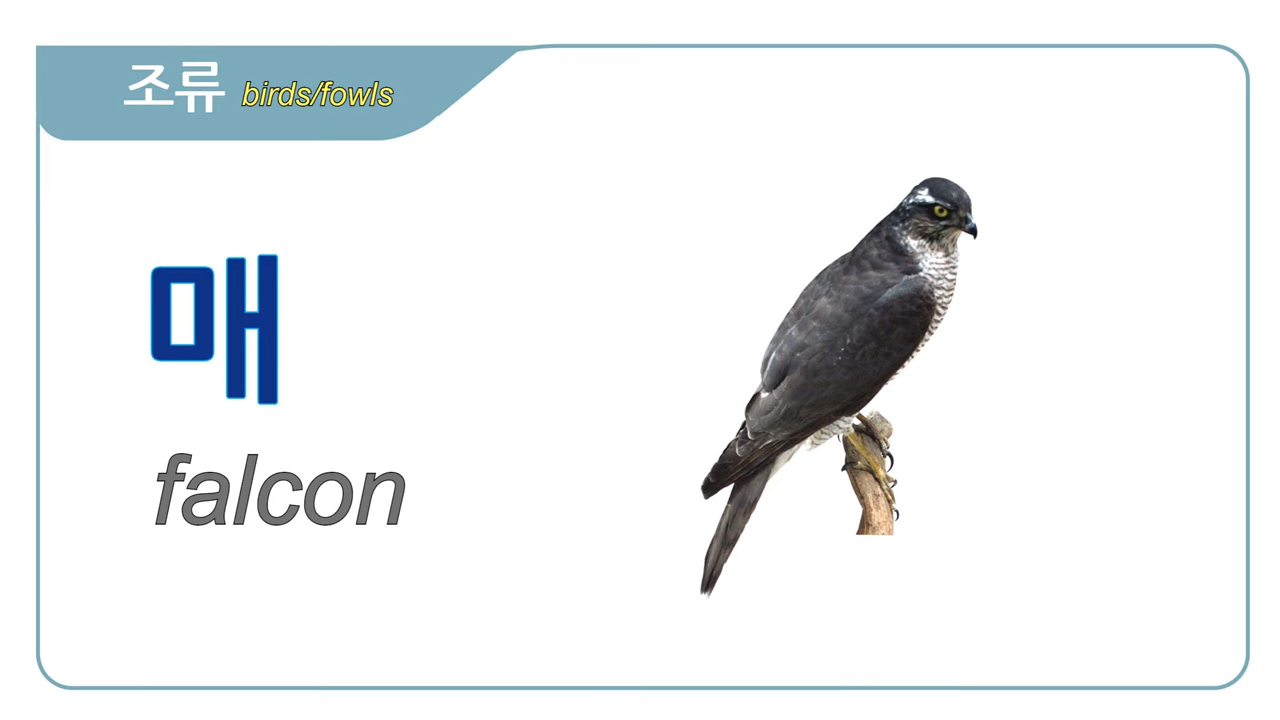 조류 birds/fowls
매
falcon